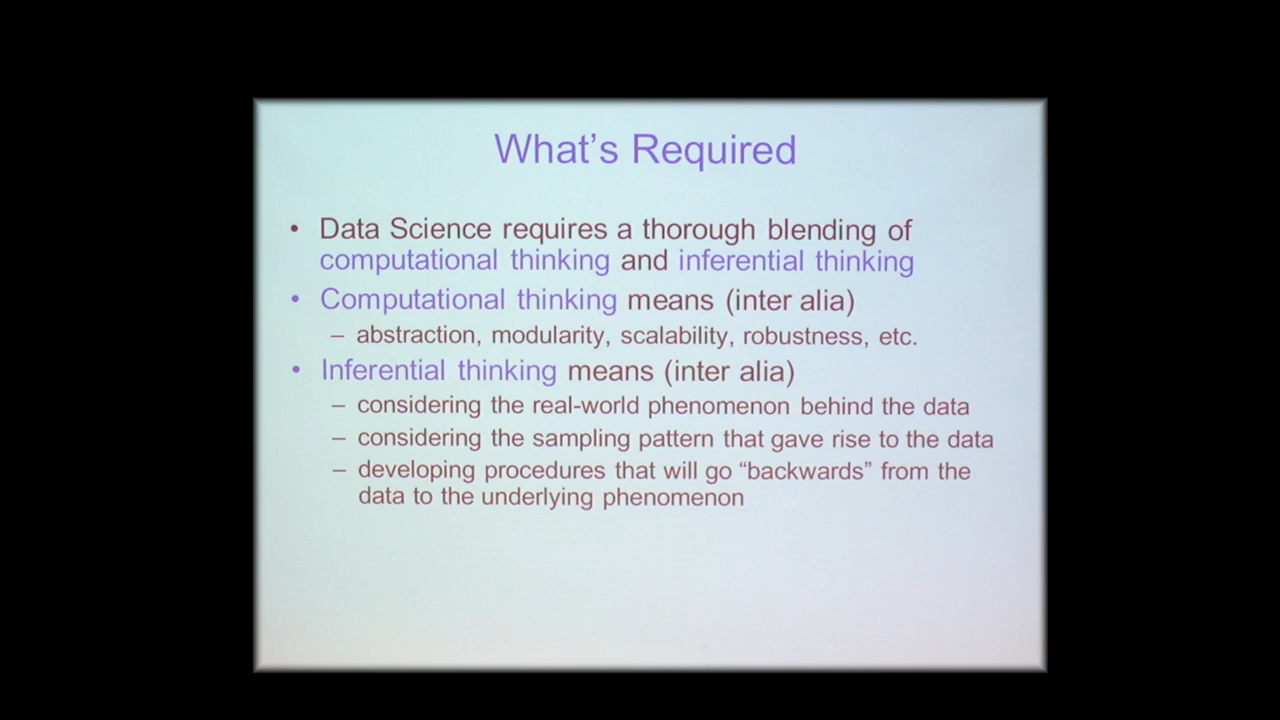 What’s Required
• Data Science requires a thorough blending of
computational thinking and inferential thinking
• Computational thinking means (inter alia)
– abstraction, modularity, scalability, robustness, etc.
• Inferential thinking means (inter alia)
– considering the real-world phenomenon behind the data
– considering the sampling pattern that gave rise to the data
– developing procedures that will go “backwards” from the
data to the underlying phenomenon